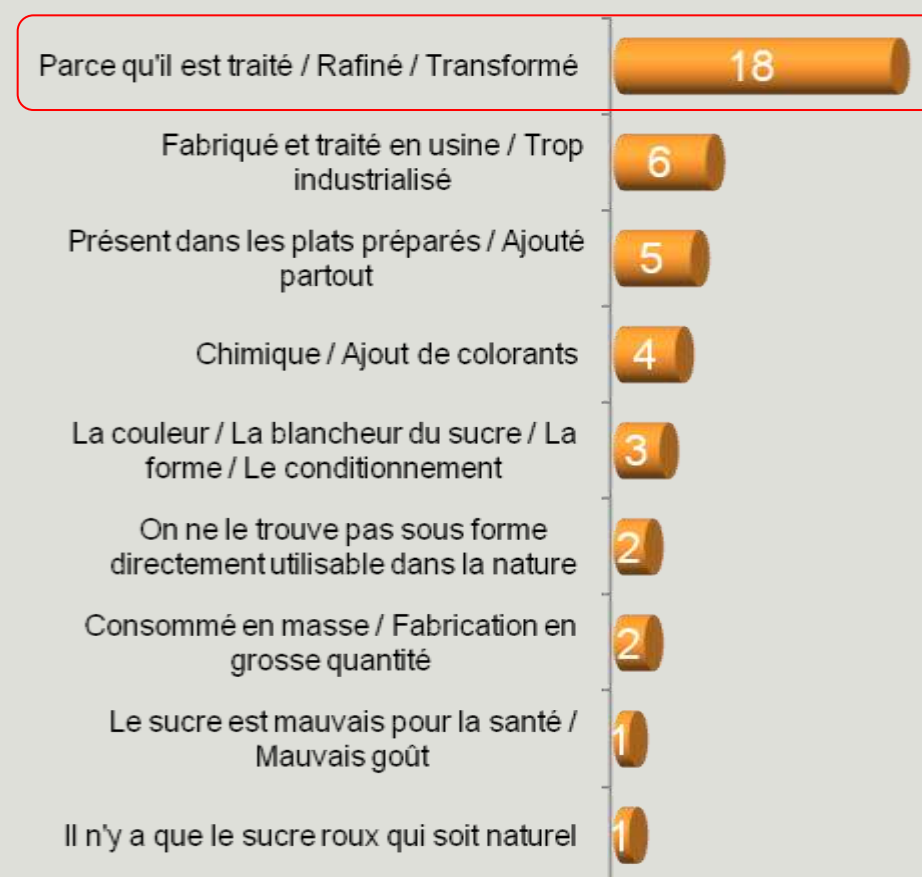 Parce qu'il est traité / Rafiné / Transformé
18
Fabriqué et traité en usine / Trop
industrialisé
6
Présent dans les plats préparés / Ajouté
partout
5
Chimique / Ajout de colorants
4
La couleur / La blancheur du sucre / La
forme / Le conditionnement
3
On ne le trouve pas sous forme
directement utilisable dans la nature
2
Consommé en masse / Fabrication en
grosse quantité
2
Le sucre est mauvais pour la santé /
Mauvais goût
1
Il n'y a que le sucre roux qui soit naturel
1